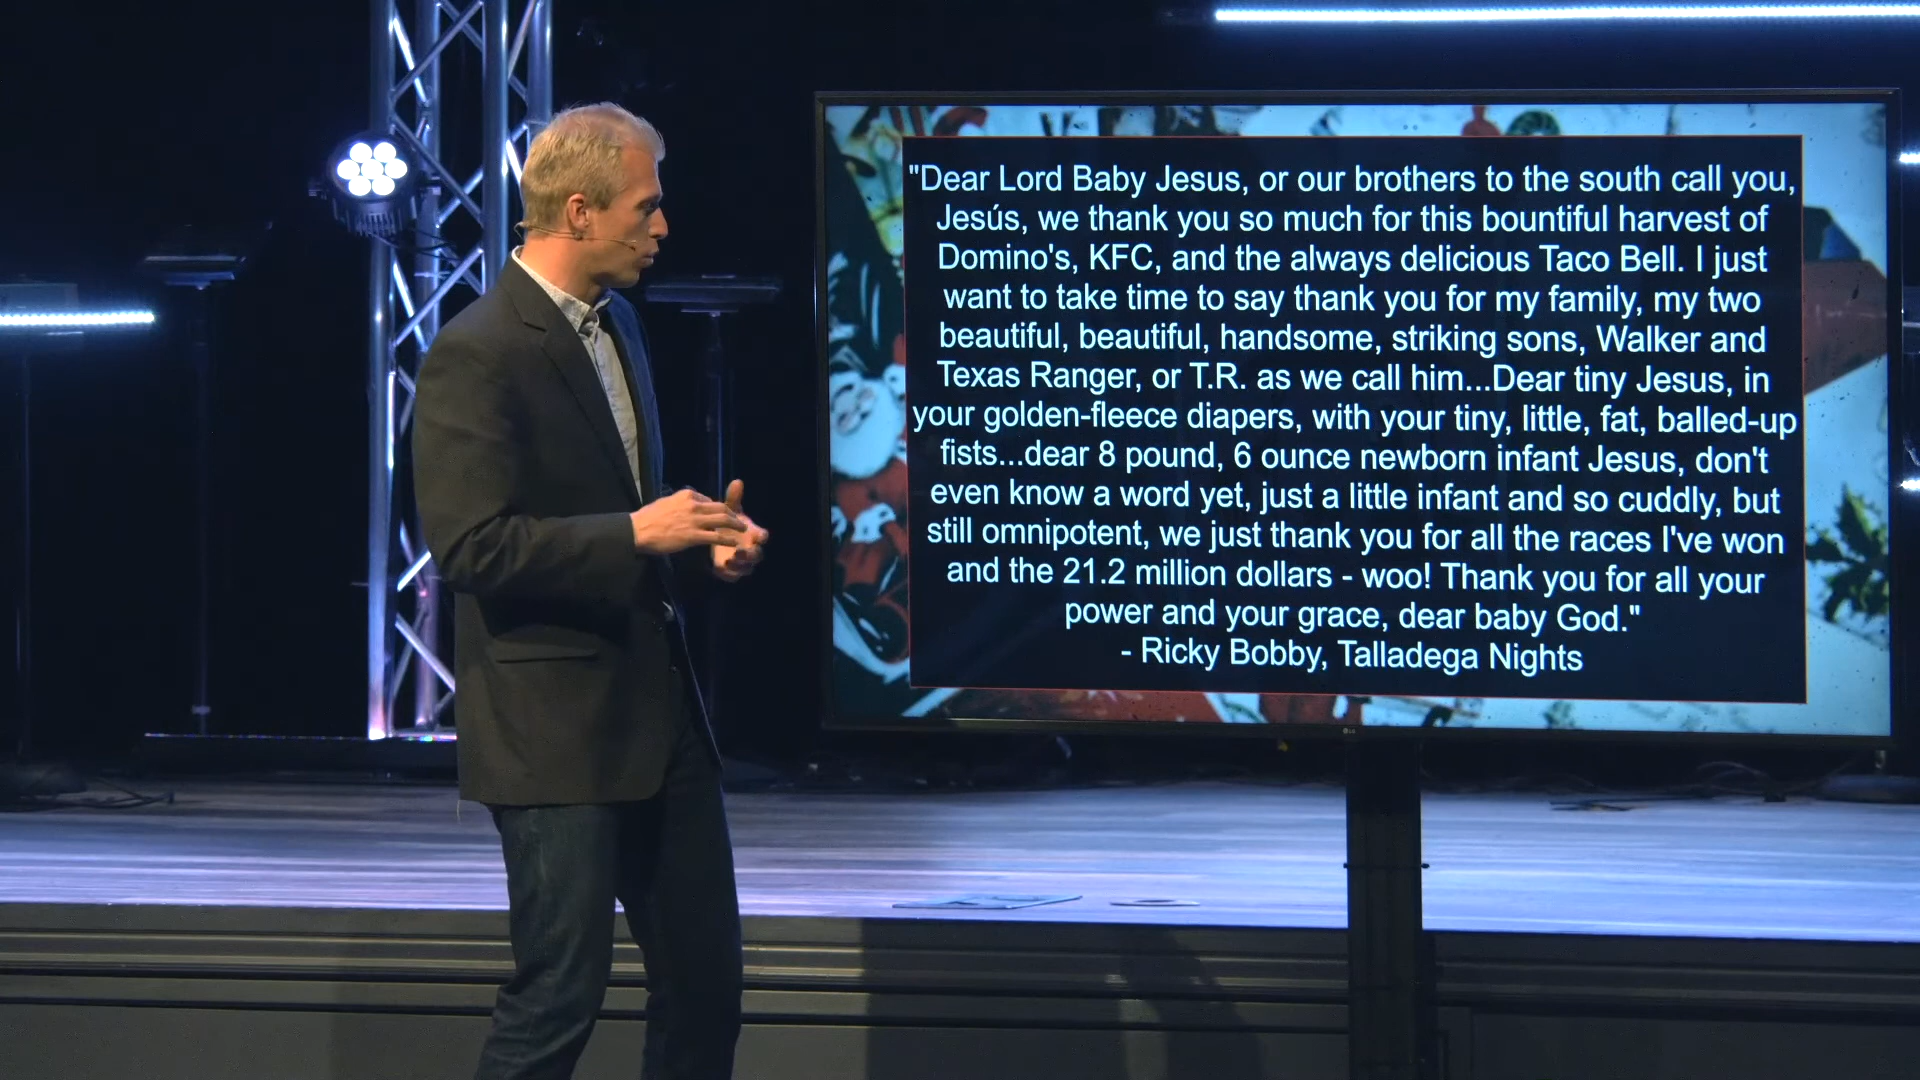 "Dear Lord Baby Jesus, or our brothers to the south call you,
Jesús, we thank you so much for this bountiful harvest of
Domino's, KFC, and the always delicious Taco Bell. I just
want to take time to say thank you for my family, my two
beautiful, beautiful, handsome, striking sons, Walker and
Texas Ranger, or T.R. as we call him...Dear tiny Jesus, in
your golden-fleece diapers, with your tiny, little, fat, balled-up
fists...dear 8 pound, 6 ounce newborn infant Jesus, don't
even know a word yet, just a little infant and so cuddly, but
still omnipotent, we just thank you for all the races I've won
and the 21.2 million dollars - woo! Thank you for all your
power and your grace, dear baby God."
- Ricky Bobby, Talladega Nights
LG